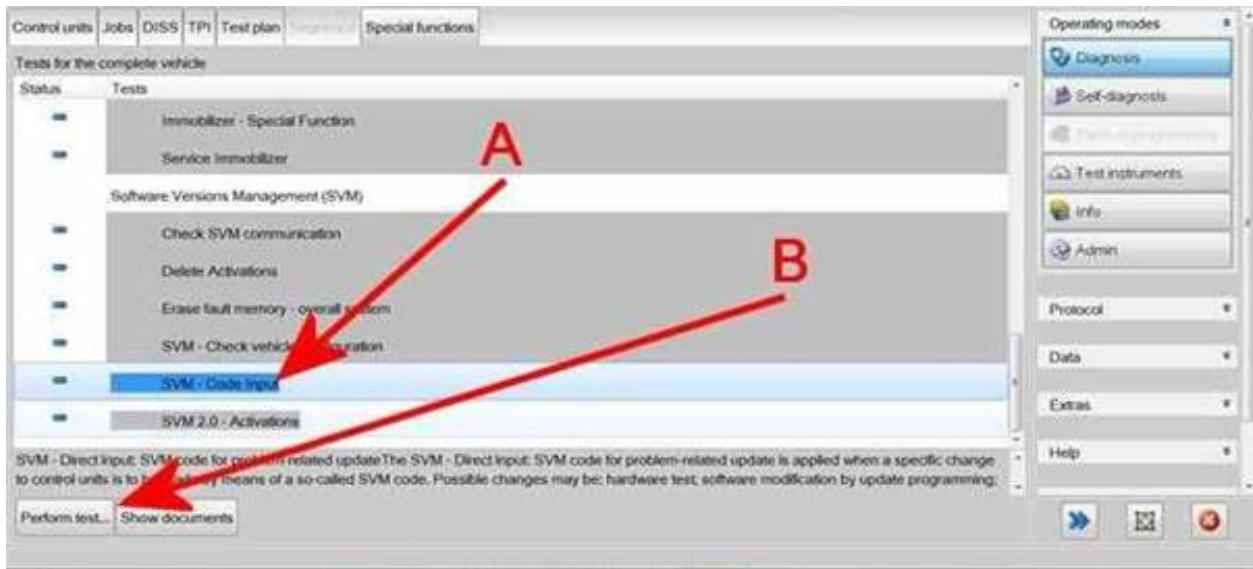 Control units Jobs DISS TPI Test plan Special functions
Tests for the complete vehicle
Status Tests
Immobilizer - Special Function
Service Immobilizer
Software Versions Management (SVM)
Check SVM communication
Delete Activations
Erase fault memory - overall system
SVM - Check vehicle configuration
SVM - Code Input
SVM 2.0 - Activations
SVM - Direct input: SVM code for problem related updateThe SVM - Direct Input: SVM code for problem-related update is applied when a specific change
to control units is to by means of a so-called SVM code. Possible changes may be: hardware test; software modification by update programming;
Perform test... Show documents
A
B
Operating modes
Diagnosis
Self-diagnosis
Test instruments
Info
Admin
Protocol
Data
Extras
Help